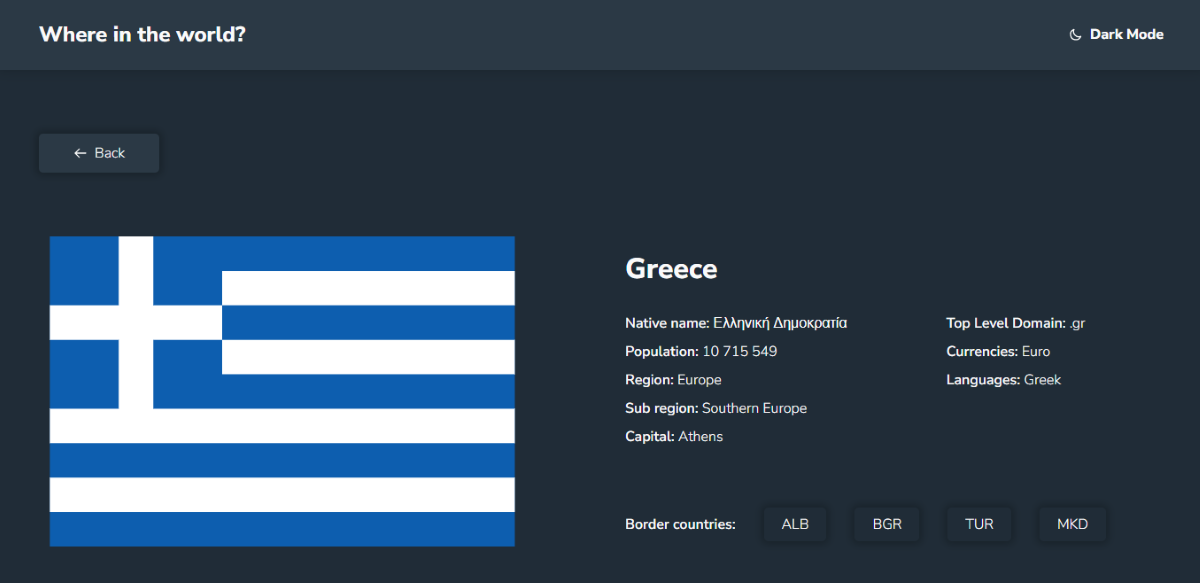 Where in the world?
Dark Mode
Back
Greece
Native name: Ελληνική Δημοκρατία
Population: 10 715 549
Region: Europe
Sub region: Southern Europe
Capital: Athens
Top Level Domain: .gr
Currencies: Euro
Languages: Greek
Border countries: ALB BGR TUR MKD